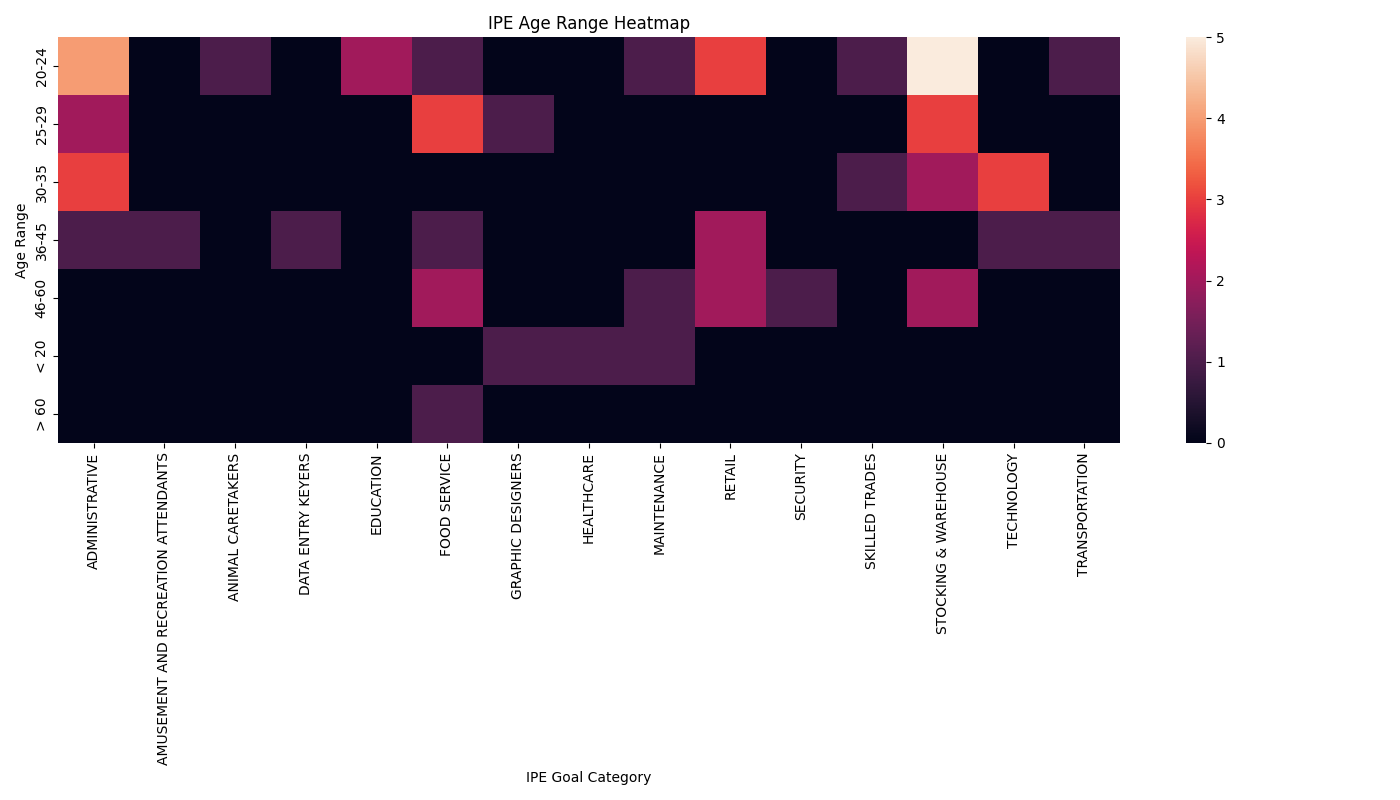 IPE Age Range Heatmap
Age Range
20-24
25-29
30-35
36-45
46-60
< 20
> 60
5
4
3
2
1
0
ADMINISTRATIVE
AMUSEMENT AND RECREATION ATTENDANTS
ANIMAL CARETAKERS
DATA ENTRY KEYERS
EDUCATION
FOOD SERVICE
GRAPHIC DESIGNERS
HEALTHCARE
MAINTENANCE
RETAIL
SECURITY
SKILLED TRADES
STOCKING & WAREHOUSE
TECHNOLOGY
TRANSPORTATION
IPE Goal Category